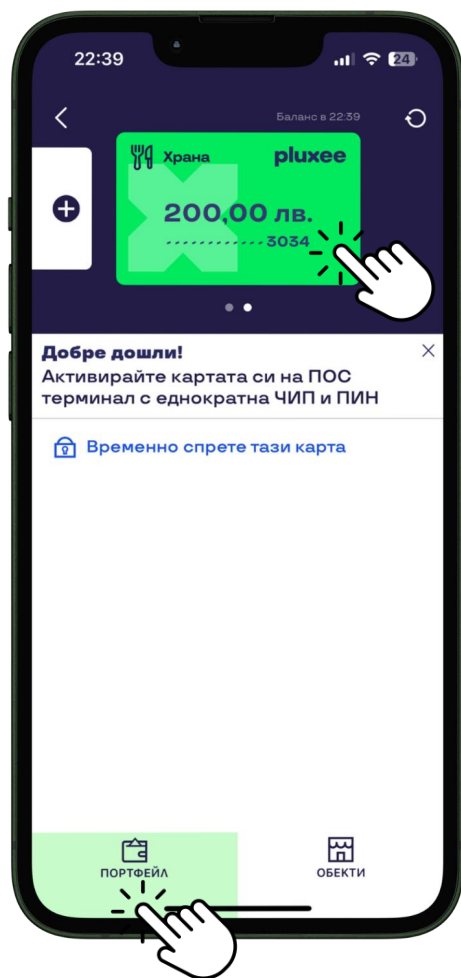 22:39
24
Баланс в 22:39
Храна
pluxee
200,00 лв.
............3034
Добре дошли!
Активирайте картата си на ПОС
терминал с еднократна ЧИП и ПИН
Временно спрете тази карта
ПОРТФЕЙЛ
ОБЕКТИ